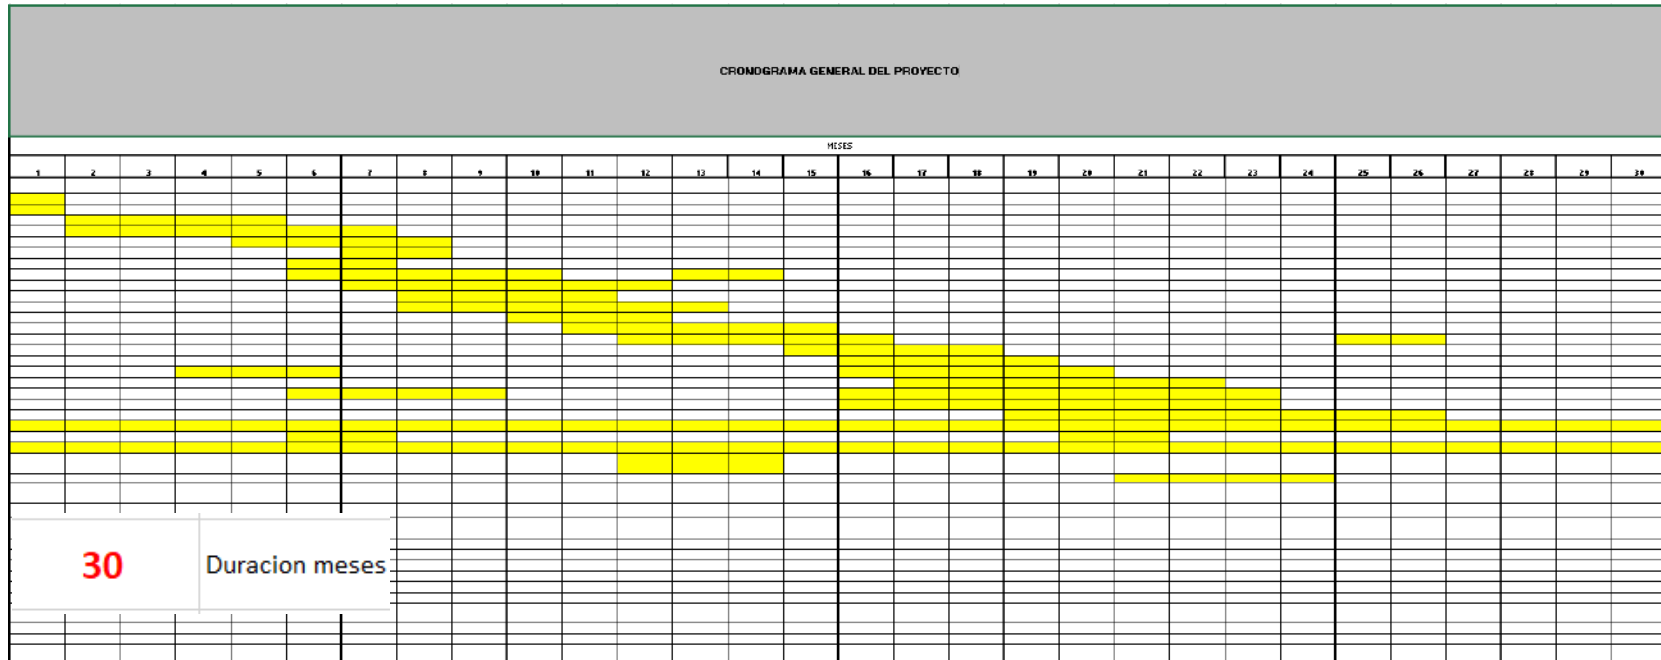 CRONOGRAMA GENERAL DEL PROYECTO
MESES
1 2 3 4 5 6 7 8 9 10 11 12 13 14 15 16 17 18 19 20 21 22 23 24 25 26 27 28 29 30
30 Duracion meses